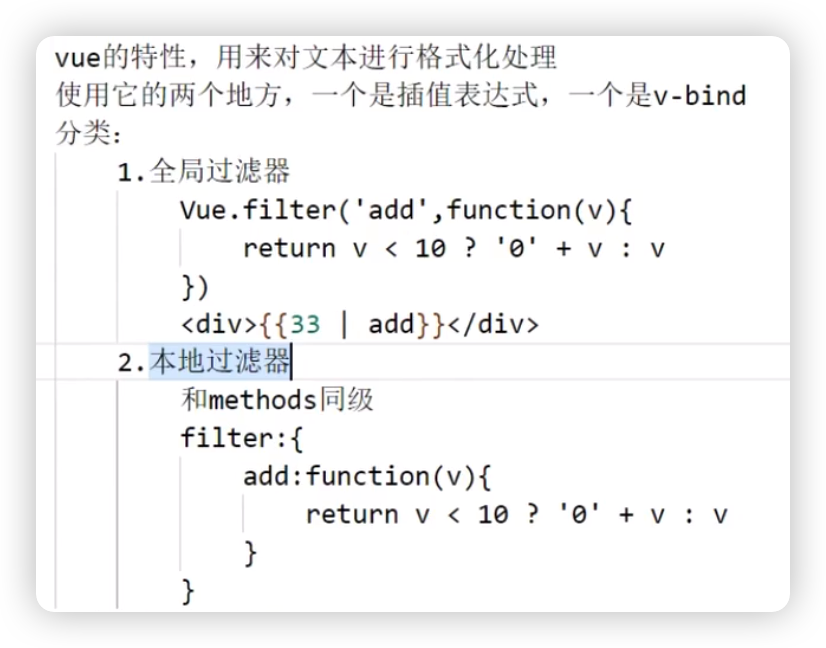 vue的特性，用来对文本进行格式化处理
使用它的两个地方，一个是插值表达式，一个是v-bind
分类:
1.全局过滤器
Vue.filter('add',function(v){
return v < 10 ? '0' + v : v
})
<div>{{33 | add}}</div>
2.本地过滤器
和methods同级
filter:{
add:function(v){
return v < 10 ? '0' + v : v
}
}